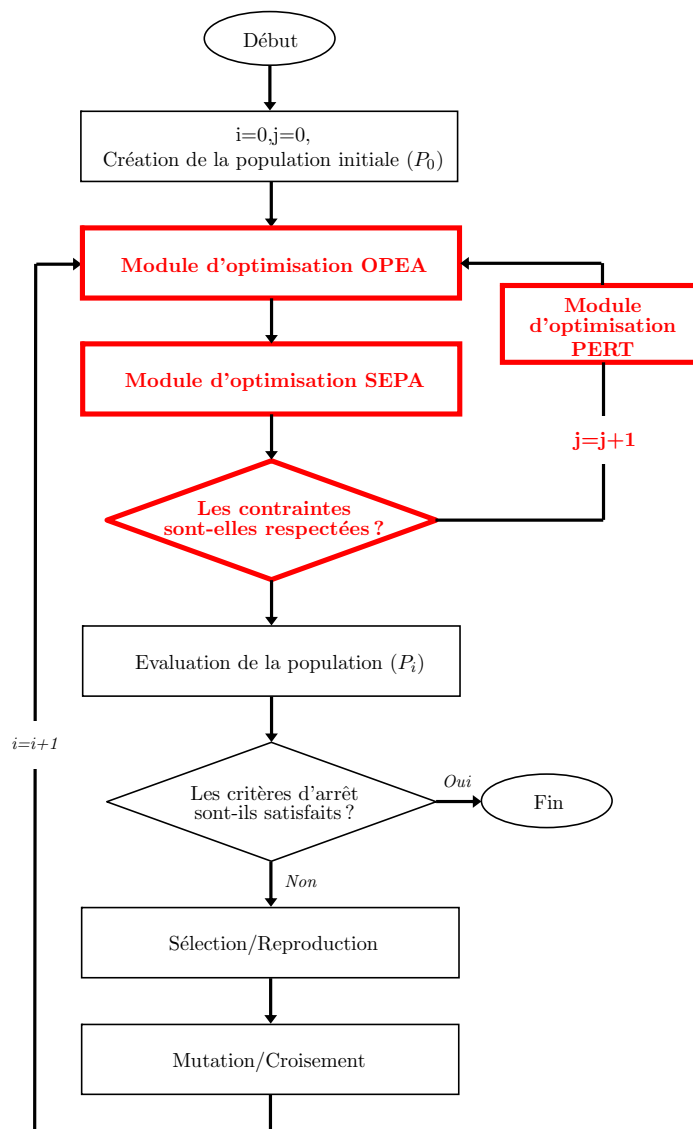 Début
i=0,j=0,
Création de la population initiale (P₀)
Module d'optimisation OPEA
Module
d'optimisation
PERT
Module d'optimisation SEPA
j=j+1
Les contraintes
sont-elles respectées ?
Evaluation de la population (Pᵢ)
i=i+1
Les critères d'arrêt
sont-ils satisfaits ?
Oui
Fin
Non
Sélection/Reproduction
Mutation/Croisement